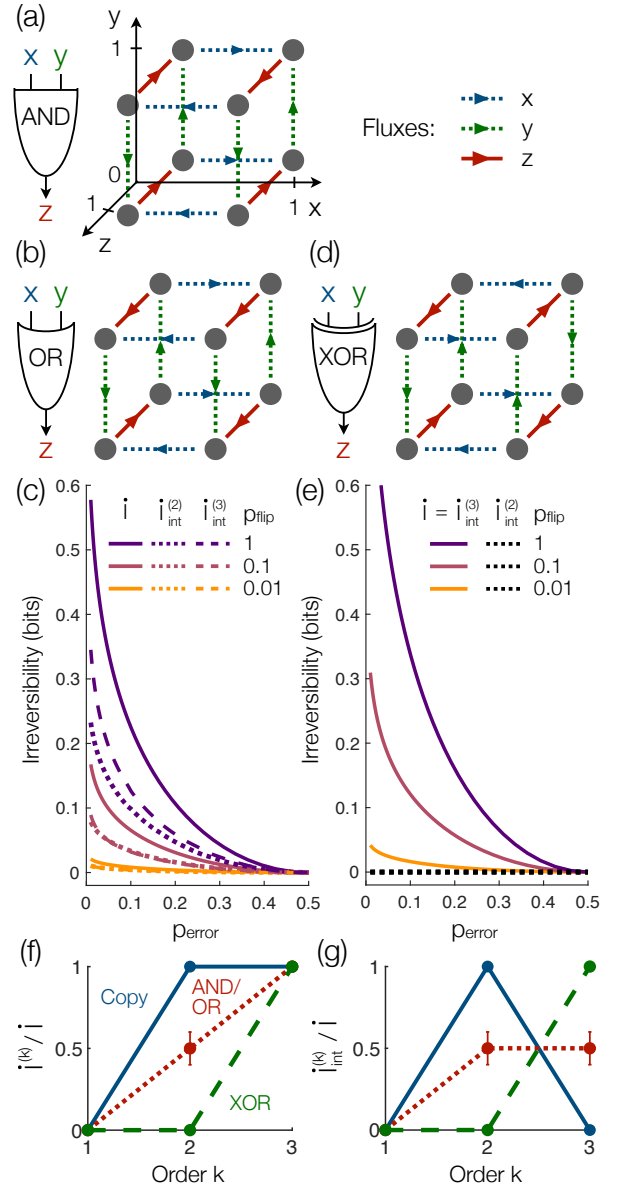 (a)
y
1
x y
AND
z
0
1
z
1 x
Fluxes:
x
y
z
(b)
x y
OR
z
(d)
x y
XOR
z
(c)
İ İ(2)int İ(3)int pflip
1
0.1
0.01
Irreversibility (bits)
0.6
0.5
0.4
0.3
0.2
0.1
0
0 0.1 0.2 0.3 0.4 0.5
perror
(e)
İ = İ(3)int İ(2)int pflip
1
0.1
0.01
Irreversibility (bits)
0.6
0.5
0.4
0.3
0.2
0.1
0
0 0.1 0.2 0.3 0.4 0.5
perror
(f)
İ(k) / İ
1
0.5
0
Copy
AND/
OR
XOR
1 2 3
Order k
(g)
İ(k)int / İ
1
0.5
0
1 2 3
Order k